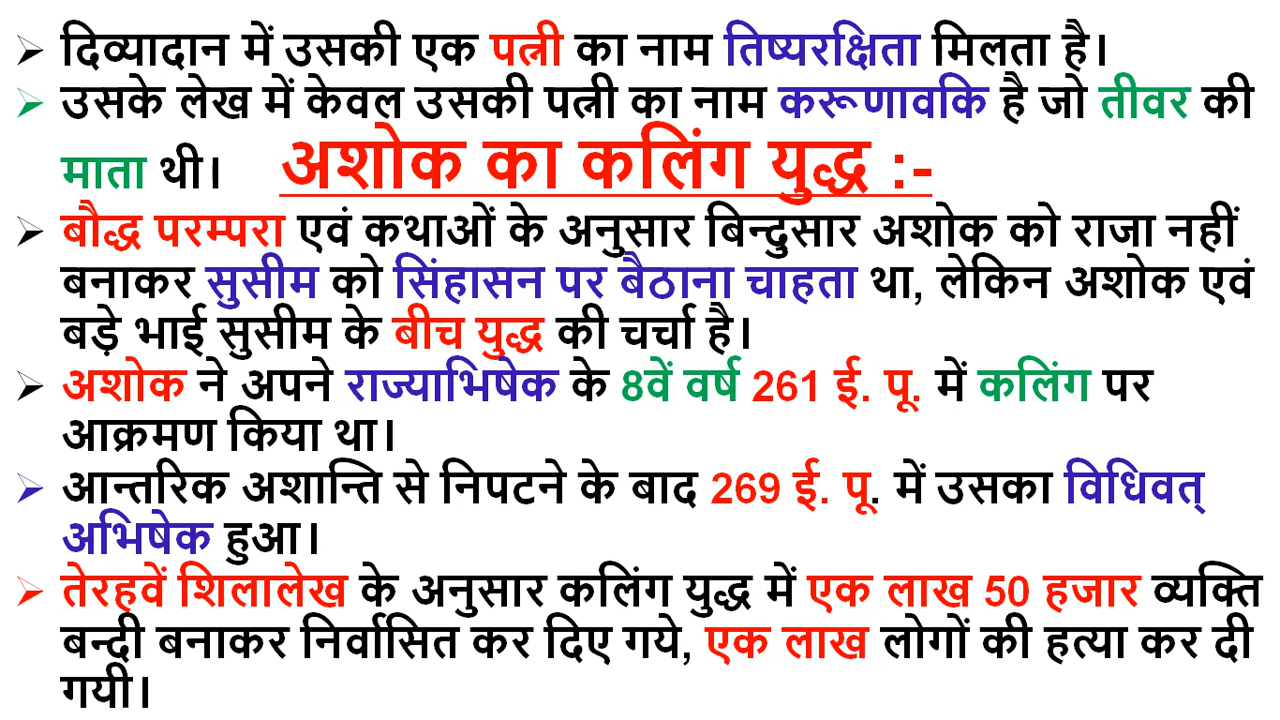 ➢ दिव्यादान में उसकी एक पत्नी का नाम तिष्यरक्षिता मिलता है।
➢ उसके लेख में केवल उसकी पत्नी का नाम करूणावकि है जो तीवर की
माता थी। अशोक का कलिंग युद्ध :-
➢ बौद्ध परम्परा एवं कथाओं के अनुसार बिन्दुसार अशोक को राजा नहीं
बनाकर सुसीम को सिंहासन पर बैठाना चाहता था, लेकिन अशोक एवं
बड़े भाई सुसीम के बीच युद्ध की चर्चा है।
➢ अशोक ने अपने राज्याभिषेक के 8वें वर्ष 261 ई. पू. में कलिंग पर
आक्रमण किया था।
➢ आन्तरिक अशान्ति से निपटने के बाद 269 ई. पू. में उसका विधिवत्
अभिषेक हुआ।
➢ तेरहवें शिलालेख के अनुसार कलिंग युद्ध में एक लाख 50 हजार व्यक्ति
बन्दी बनाकर निर्वासित कर दिए गये, एक लाख लोगों की हत्या कर दी
गयी।